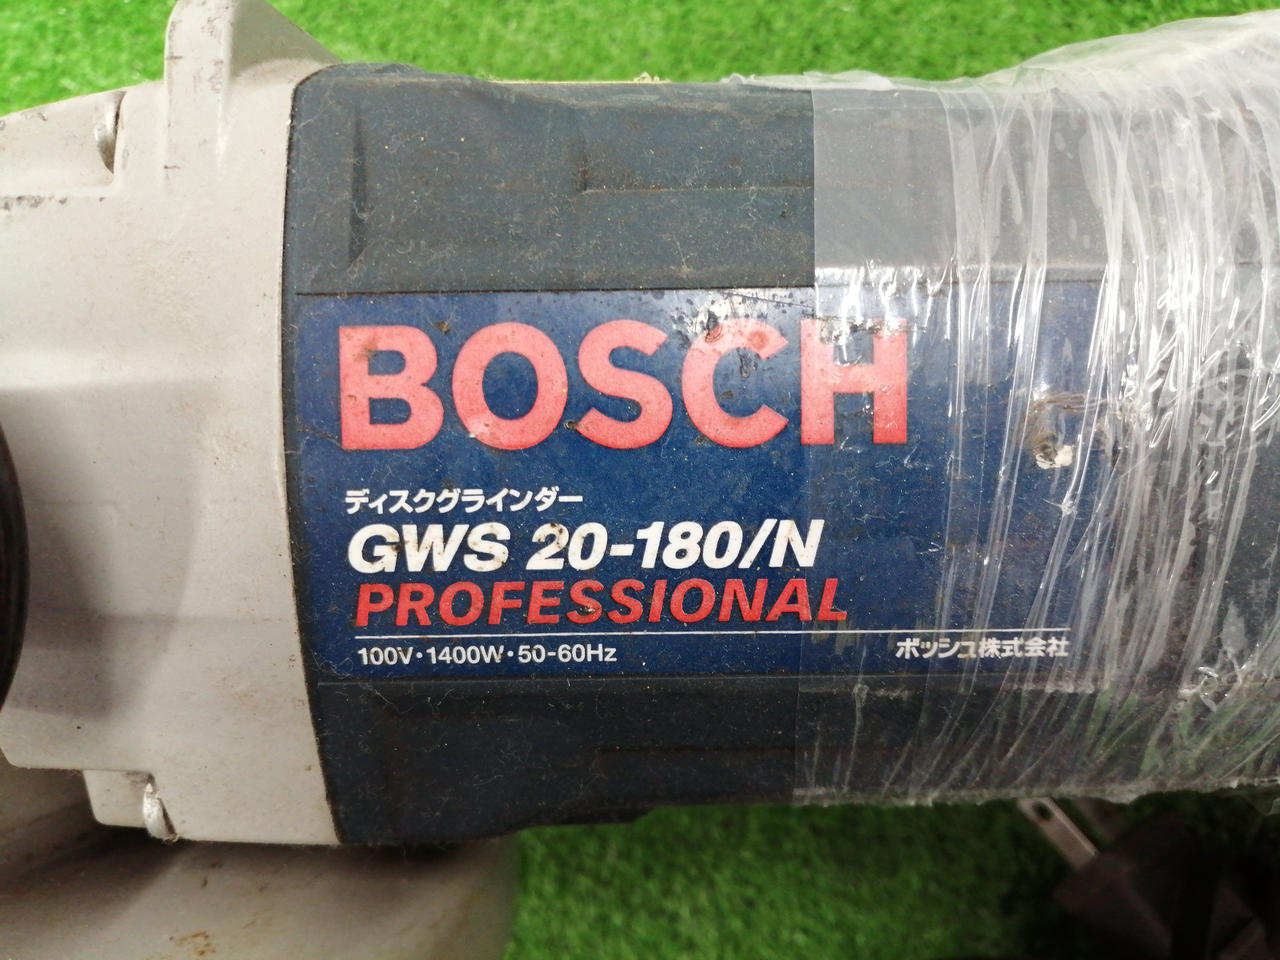 BOSCH
ディスクグラインダー
GWS 20-180/N
PROFESSIONAL
100V・1400W・50-60Hz ボッシュ株式会社